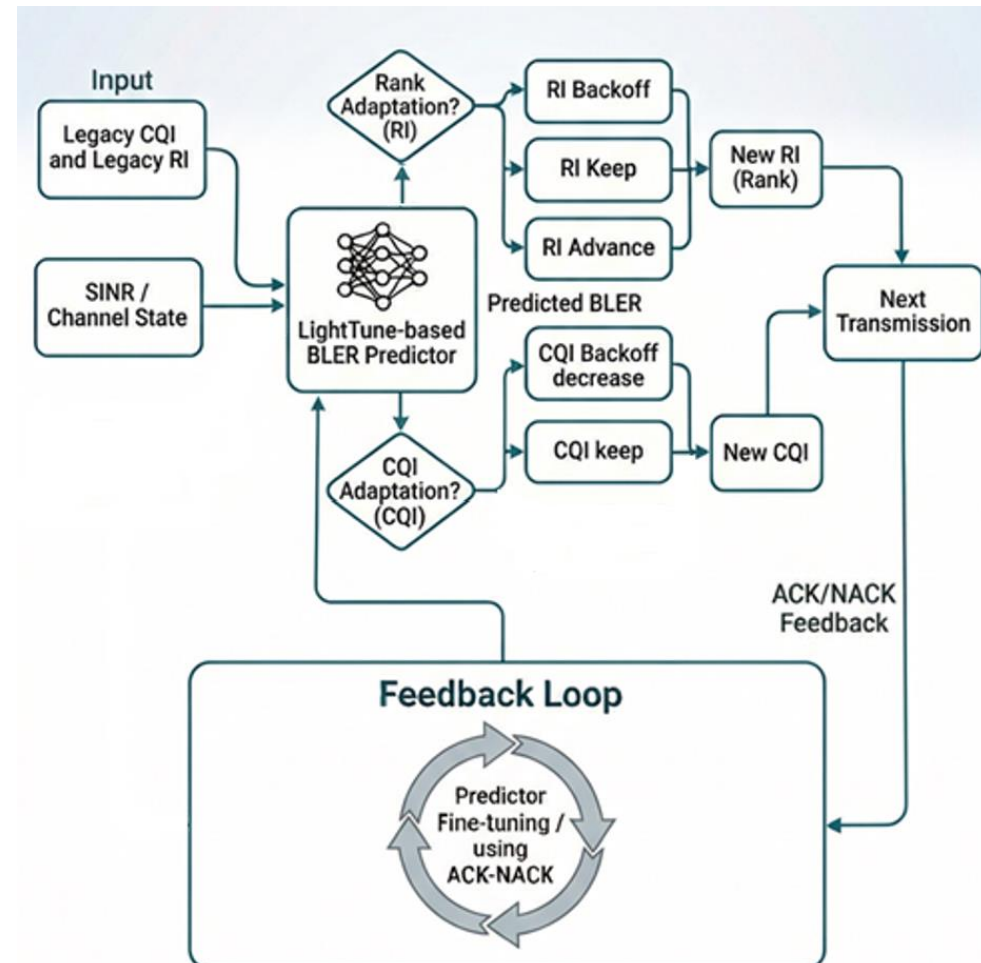 Input
Legacy CQI
and Legacy RI
SINR /
Channel State
LightTune-based
BLER Predictor
Rank
Adaptation?
(RI)
RI Backoff
RI Keep
RI Advance
New RI
(Rank)
Predicted BLER
CQI
Adaptation?
(CQI)
CQI Backoff
decrease
CQI keep
New CQI
Next
Transmission
ACK/NACK
Feedback
Feedback Loop
Predictor
Fine-tuning /
using
ACK-NACK